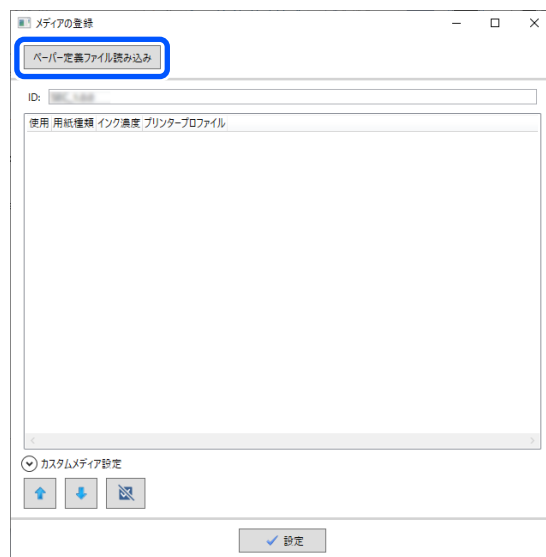 メディアの登録
ペーパー定義ファイル読み込み
ID:
使用 用紙種類 インク濃度 プリンタープロファイル
カスタムメディア設定
設定